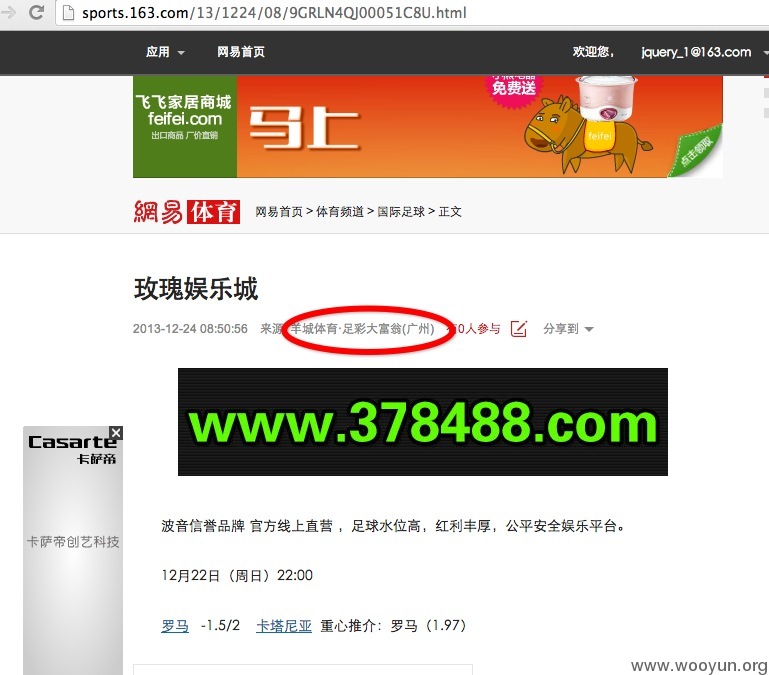 sports.163.com/13/1224/08/9GRLN4QJ00051C8U.html
应用 网易首页 欢迎您， jquery_1@163.com
飞飞家居商城
feifei.com
出口商品 厂价直销
马上
免费送
feifei
点击领取
網易体育 网易首页 > 体育频道 > 国际足球 > 正文
玫瑰娱乐城
2013-12-24 08:50:56 来源 羊城体育·足彩大富翁(广州) 0人参与 分享到
www.378488.com
Casarte
卡萨帝
卡萨帝创艺科技
波音信誉品牌 官方线上直营 ，足球水位高，红利丰厚，公平安全娱乐平台。
12月22日（周日）22:00
罗马 -1.5/2 卡塔尼亚 重心推介：罗马（1.97）
www.wooyun.org